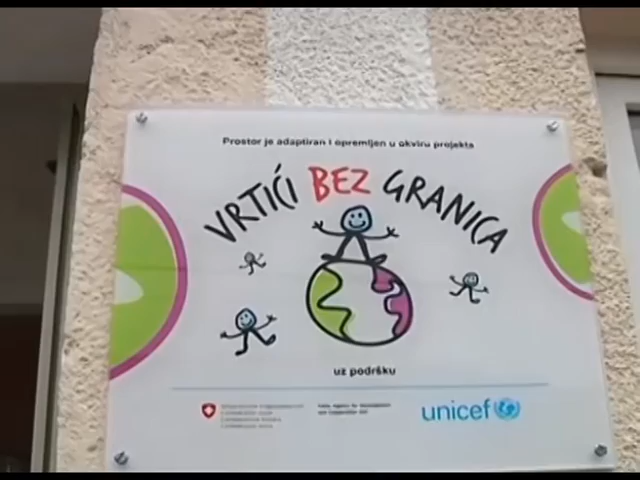 Prostor je adaptiran i opremljen u okviru projekta
VRTIĆI BEZ GRANICA
uz podršku
unicef